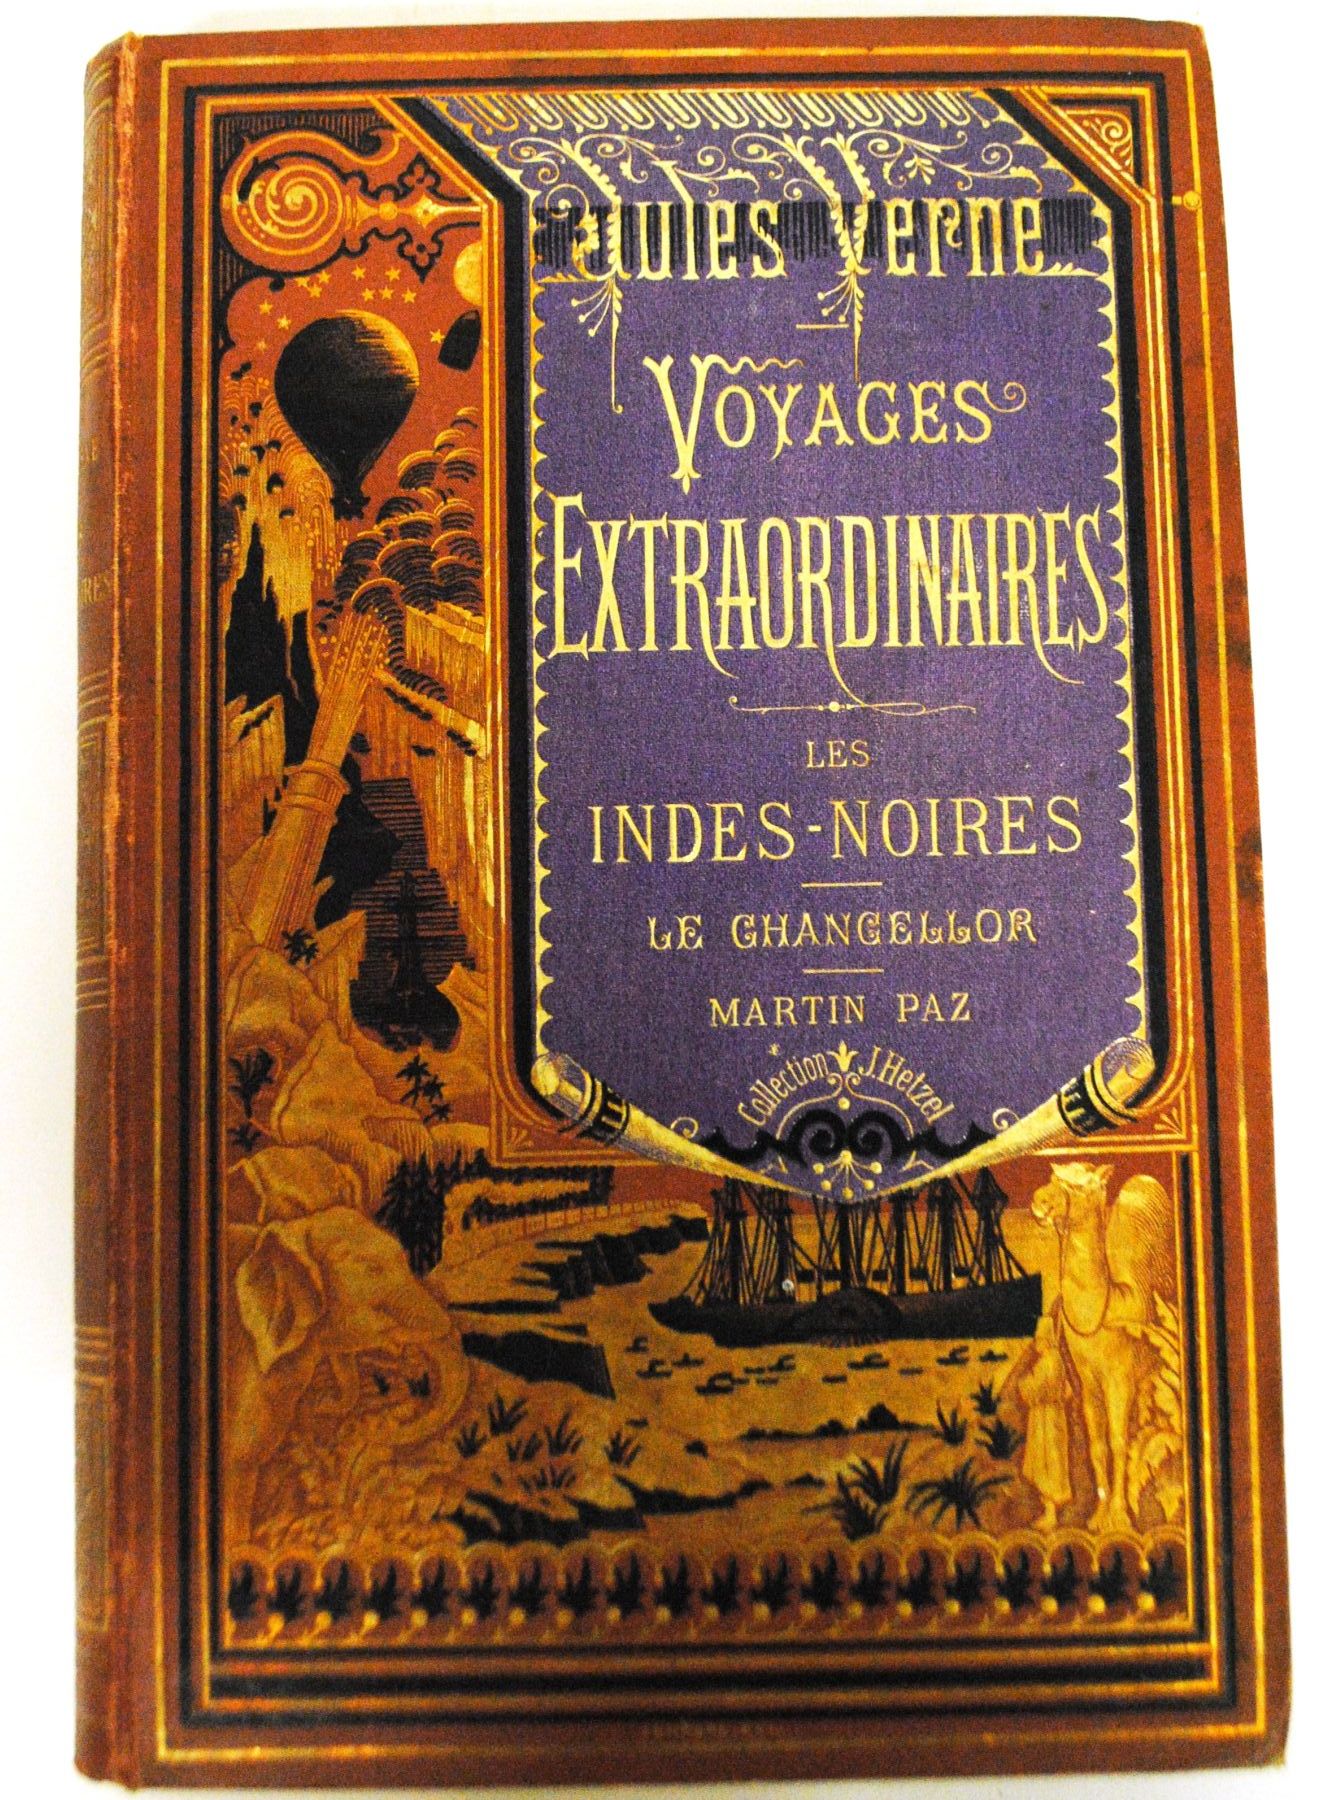 Jules Verne
VOYAGES
EXTRAORDINAIRES
LES
INDES-NOIRES
LE CHANCELLOR
MARTIN PAZ
Collection J. Hetzel